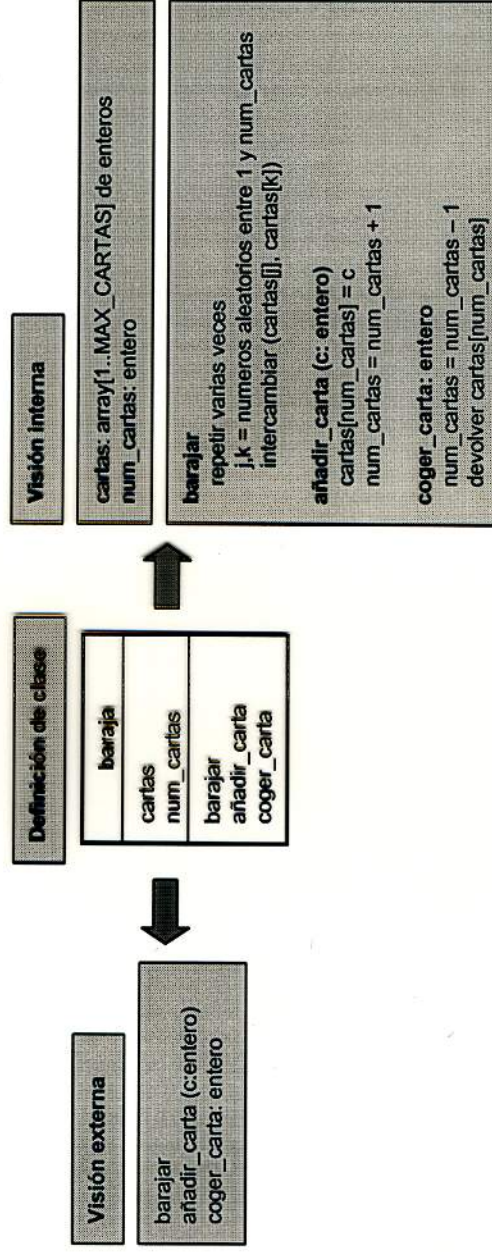 Visión externa
barajar
añadir_carta (c:entero)
coger_carta: entero
Definición de clase
baraja
cartas
num_cartas
barajar
añadir_carta
coger_carta
Visión interna
cartas: array[1..MAX_CARTAS] de enteros
num_cartas: entero
barajar
repetir varias veces
j,k = numeros aleatorios entre 1 y num_cartas
intercambiar (cartas[j], cartas[k])
añadir_carta (c: entero)
cartas[num_cartas] = c
num_cartas = num_cartas + 1
coger_carta: entero
num_cartas = num_cartas – 1
devolver cartas[num_cartas]